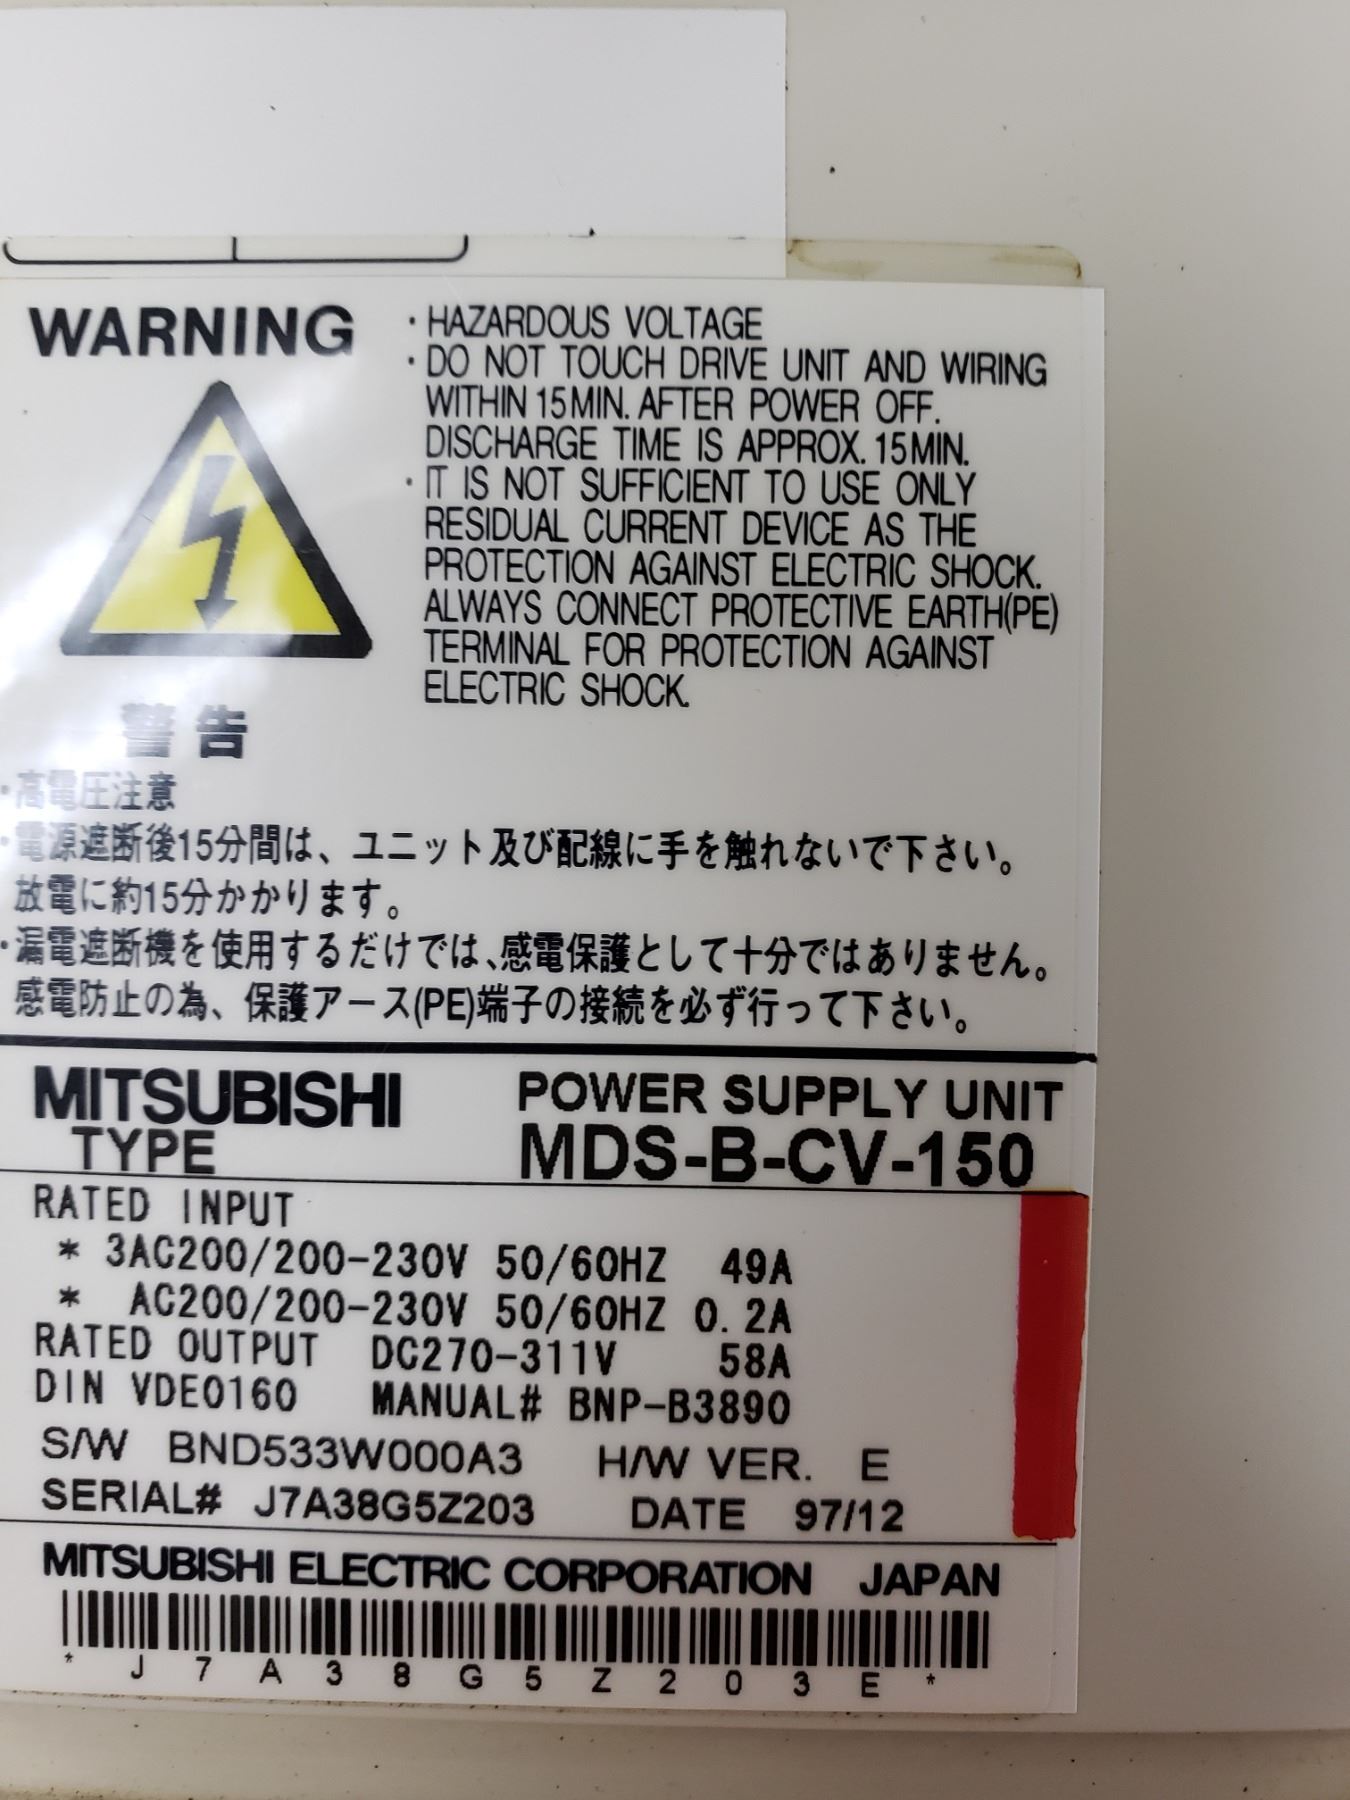 WARNING
・HAZARDOUS VOLTAGE
・DO NOT TOUCH DRIVE UNIT AND WIRING
WITHIN 15MIN. AFTER POWER OFF.
DISCHARGE TIME IS APPROX. 15MIN.
・IT IS NOT SUFFICIENT TO USE ONLY
RESIDUAL CURRENT DEVICE AS THE
PROTECTION AGAINST ELECTRIC SHOCK.
ALWAYS CONNECT PROTECTIVE EARTH(PE)
TERMINAL FOR PROTECTION AGAINST
ELECTRIC SHOCK.
警告
・高電圧注意
・電源遮断後15分間は、ユニット及び配線に手を触れないで下さい。
放電に約15分かかります。
・漏電遮断機を使用するだけでは、感電保護として十分ではありません。
感電防止の為、保護アース(PE)端子の接続を必ず行って下さい。
MITSUBISHI POWER SUPPLY UNIT
TYPE MDS-B-CV-150
RATED INPUT
* 3AC200/200-230V 50/60HZ 49A
* AC200/200-230V 50/60HZ 0.2A
RATED OUTPUT DC270-311V 58A
DIN VDE0160 MANUAL# BNP-B3890
S/W BND533W000A3 H/W VER. E
SERIAL# J7A38G5Z203 DATE 97/12
MITSUBISHI ELECTRIC CORPORATION JAPAN
* J 7 A 3 8 G 5 Z 2 0 3 E *